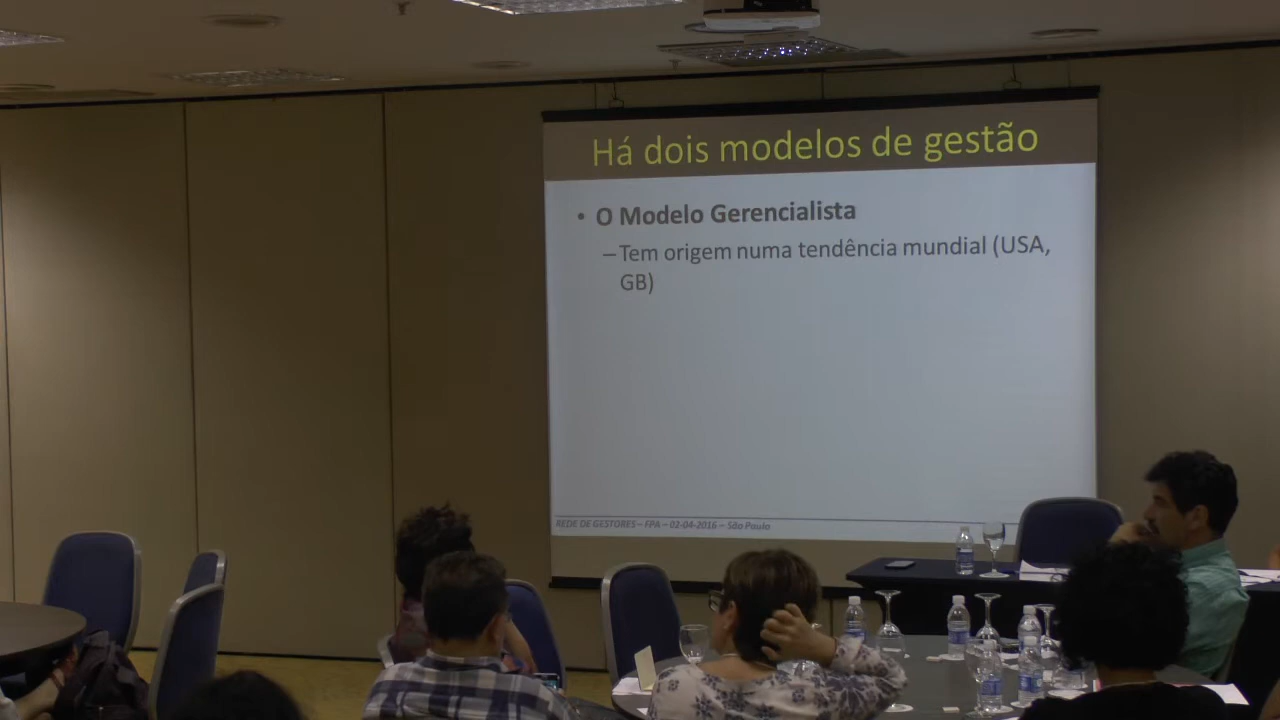 Há dois modelos de gestão
• O Modelo Gerencialista
– Tem origem numa tendência mundial (USA,
GB)
REDE DE GESTORES – FPA – 02-04-2016 – São Paulo